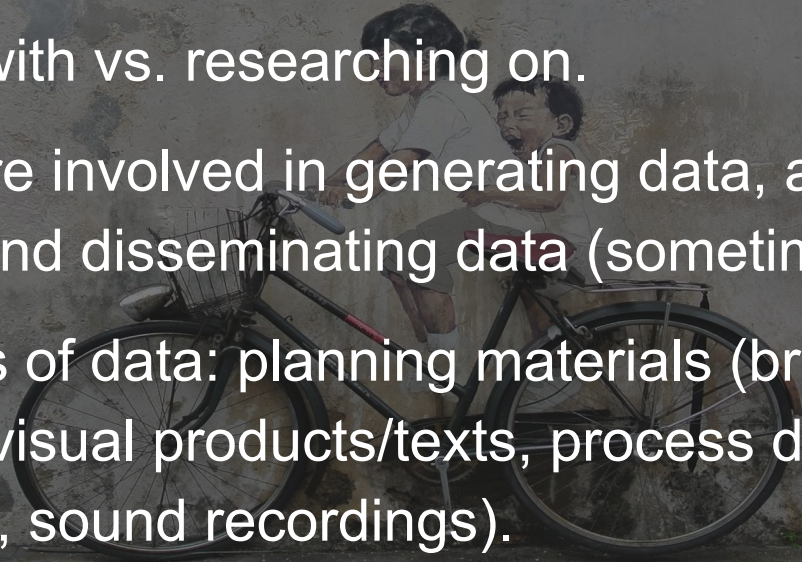 with vs. researching on.
re involved in generating data, a
nd disseminating data (sometim
s of data: planning materials (br
visual products/texts, process d
, sound recordings).